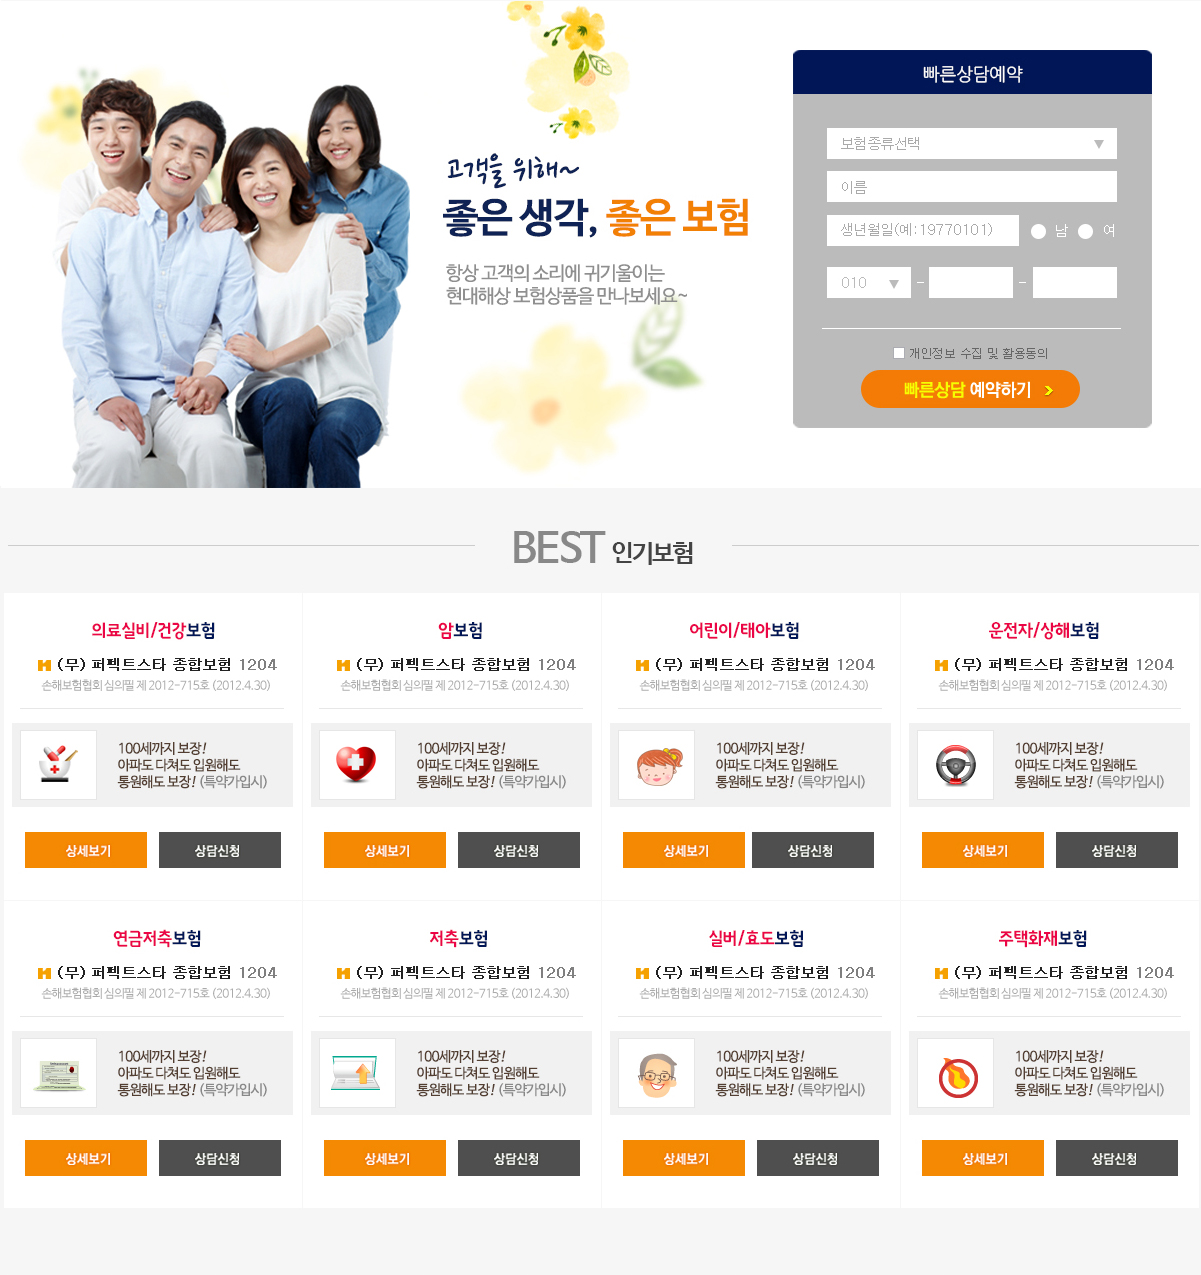 고객을 위해~
좋은 생각, 좋은 보험
항상 고객의 소리에 귀기울이는
현대해상 보험상품을 만나보세요~
빠른상담예약
보험종류선택
이름
생년월일(예:19770101)
남 여
010 - -
개인정보 수집 및 활용동의
빠른상담 예약하기
BEST 인기보험
의료실비/건강보험
(무) 퍼펙트스타 종합보험 1204
손해보험협회 심의필 제 2012-715호 (2012.4.30)
100세까지 보장!
아파도 다쳐도 입원해도
통원해도 보장! (특약가입시)
상세보기 상담신청
암보험
(무) 퍼펙트스타 종합보험 1204
손해보험협회 심의필 제 2012-715호 (2012.4.30)
100세까지 보장!
아파도 다쳐도 입원해도
통원해도 보장! (특약가입시)
상세보기 상담신청
어린이/태아보험
(무) 퍼펙트스타 종합보험 1204
손해보험협회 심의필 제 2012-715호 (2012.4.30)
100세까지 보장!
아파도 다쳐도 입원해도
통원해도 보장! (특약가입시)
상세보기 상담신청
운전자/상해보험
(무) 퍼펙트스타 종합보험 1204
손해보험협회 심의필 제 2012-715호 (2012.4.30)
100세까지 보장!
아파도 다쳐도 입원해도
통원해도 보장! (특약가입시)
상세보기 상담신청
연금저축보험
(무) 퍼펙트스타 종합보험 1204
손해보험협회 심의필 제 2012-715호 (2012.4.30)
100세까지 보장!
아파도 다쳐도 입원해도
통원해도 보장! (특약가입시)
상세보기 상담신청
저축보험
(무) 퍼펙트스타 종합보험 1204
손해보험협회 심의필 제 2012-715호 (2012.4.30)
100세까지 보장!
아파도 다쳐도 입원해도
통원해도 보장! (특약가입시)
상세보기 상담신청
실버/효도보험
(무) 퍼펙트스타 종합보험 1204
손해보험협회 심의필 제 2012-715호 (2012.4.30)
100세까지 보장!
아파도 다쳐도 입원해도
통원해도 보장! (특약가입시)
상세보기 상담신청
주택화재보험
(무) 퍼펙트스타 종합보험 1204
손해보험협회 심의필 제 2012-715호 (2012.4.30)
100세까지 보장!
아파도 다쳐도 입원해도
통원해도 보장! (특약가입시)
상세보기 상담신청